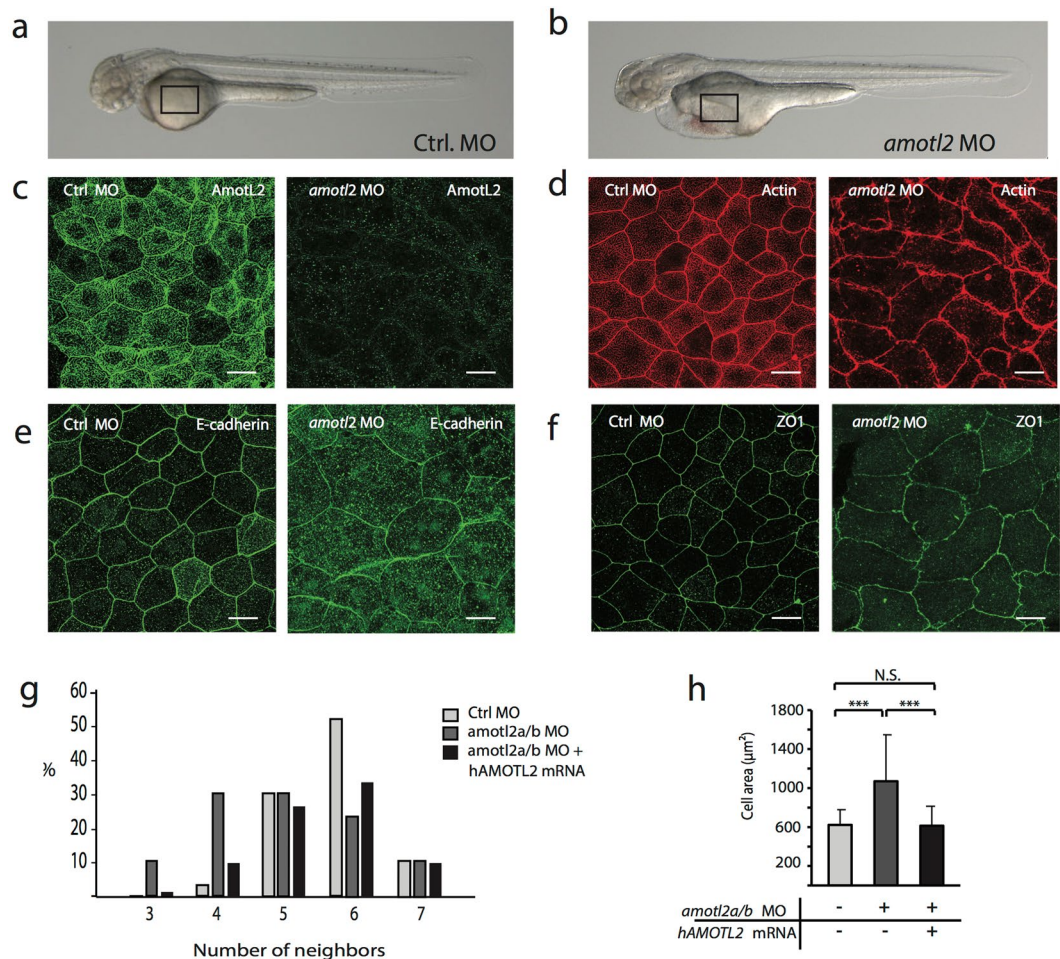 a
Ctrl. MO
b
amotl2 MO
c
Ctrl MO AmotL2
amotl2 MO AmotL2
d
Ctrl MO Actin
amotl2 MO Actin
e
Ctrl MO E-cadherin
amotl2 MO E-cadherin
f
Ctrl MO ZO1
amotl2 MO ZO1
g
60
50
40
30
20
10
%
3 4 5 6 7
Number of neighbors
Ctrl MO
amotl2a/b MO
amotl2a/b MO +
hAMOTL2 mRNA
h
N.S.
*** ***
1800
1400
1000
600
200
Cell area (μm²)
amotl2a/b MO - + +
hAMOTL2 mRNA - - +